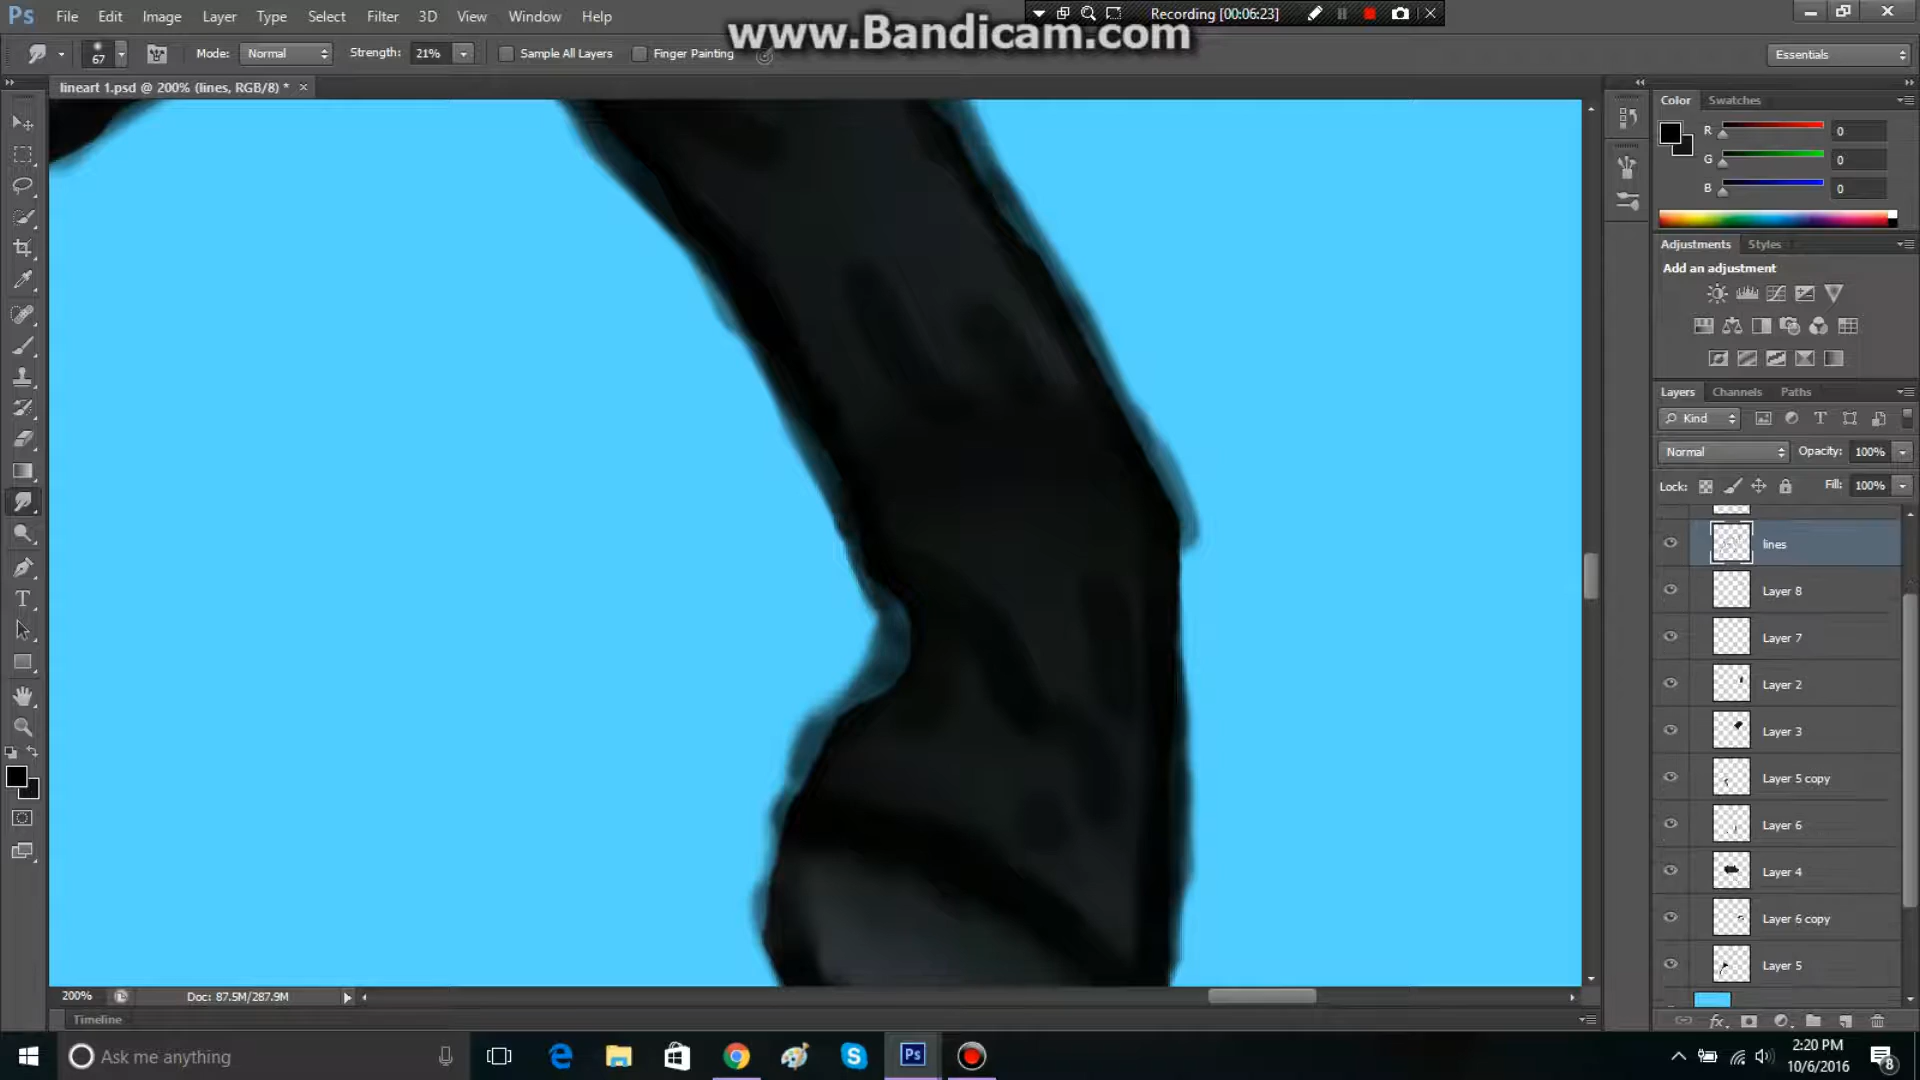 Ps File Edit Image Layer Type Select Filter 3D View Window Help
Recording [00:06:23]
www.Bandicam.com
67 Mode: Normal Strength: 21% Sample All Layers Finger Painting Essentials
lineart 1.psd @ 200% (lines, RGB/8) *
Color Swatches
R 0
G 0
B 0
Adjustments Styles
Add an adjustment
Layers Channels Paths
Kind
Normal Opacity: 100%
Lock: Fill: 100%
lines
Layer 8
Layer 7
Layer 2
Layer 3
Layer 5 copy
Layer 6
Layer 4
Layer 6 copy
Layer 5
200% Doc: 87.5M/287.9M
Timeline
Ask me anything
Ps
2:20 PM
10/6/2016
8